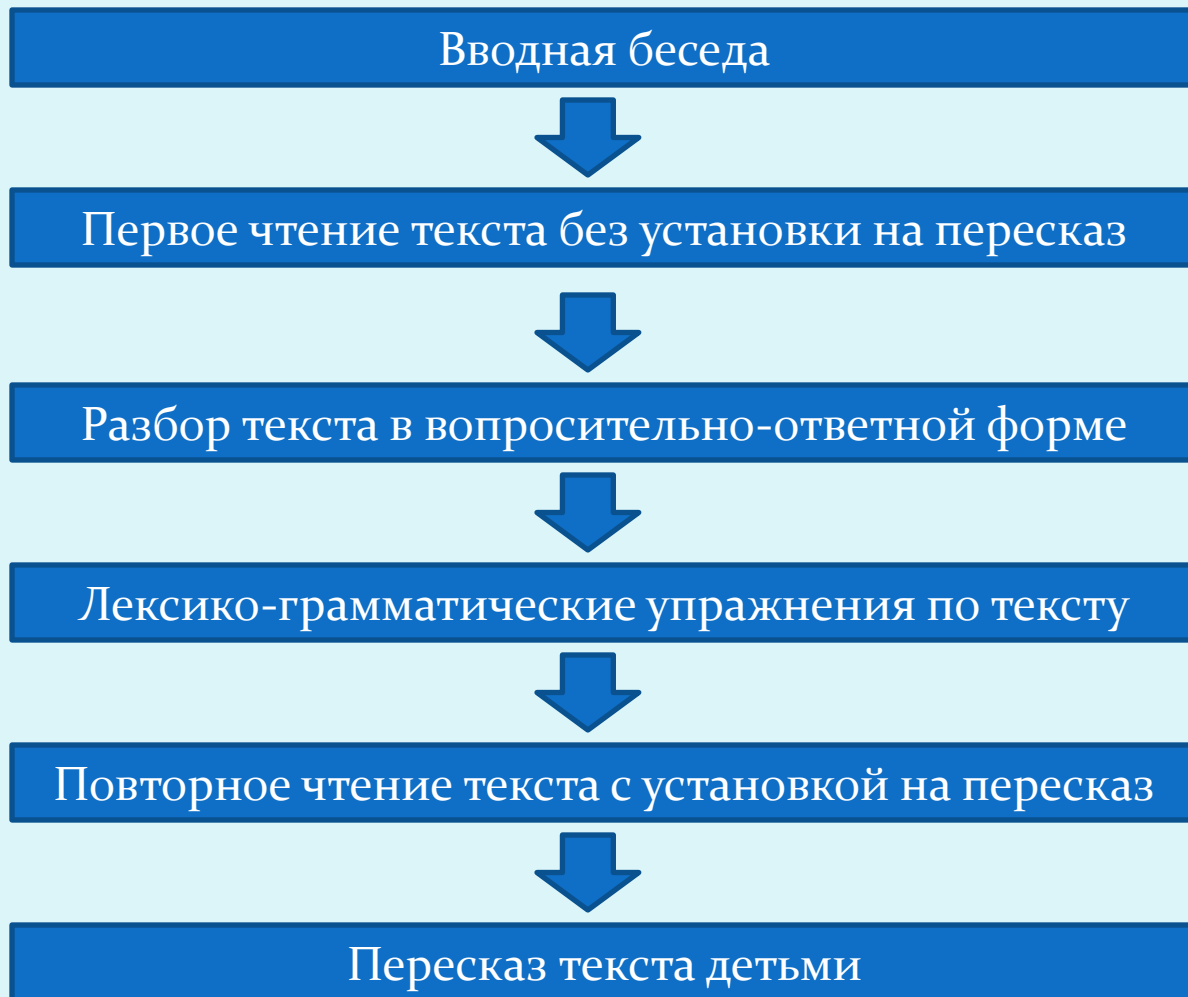 Вводная беседа
Первое чтение текста без установки на пересказ
Разбор текста в вопросительно-ответной форме
Лексико-грамматические упражнения по тексту
Повторное чтение текста с установкой на пересказ
Пересказ текста детьми